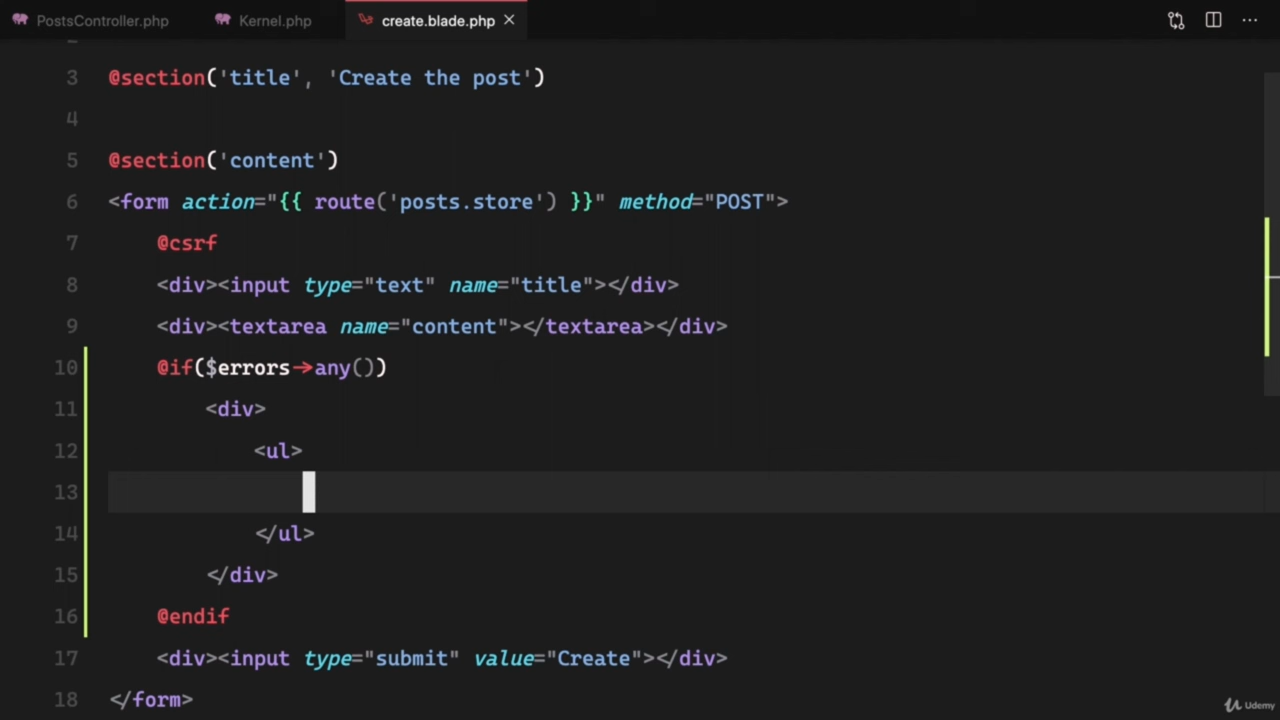 PostsController.php Kernel.php create.blade.php
3 @section('title', 'Create the post')
4
5 @section('content')
6 <form action="{{ route('posts.store') }}" method="POST">
7 @csrf
8 <div><input type="text" name="title"></div>
9 <div><textarea name="content"></textarea></div>
10 @if($errors->any())
11 <div>
12 <ul>
13
14 </ul>
15 </div>
16 @endif
17 <div><input type="submit" value="Create"></div>
18 </form>
Udemy